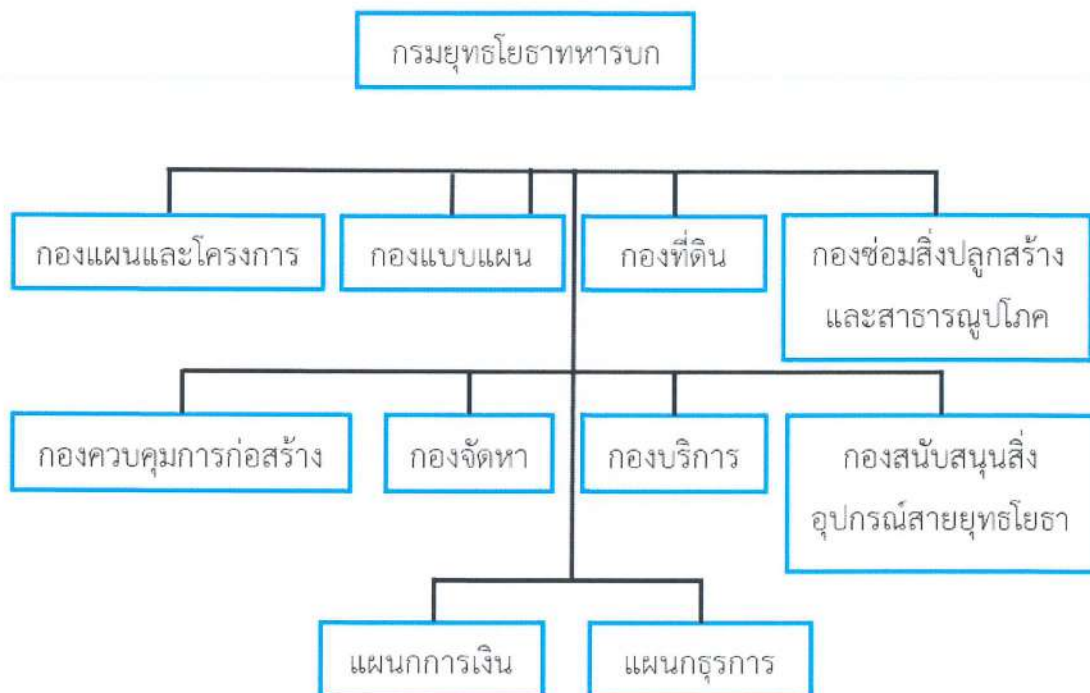 กรมยุทธโยธาทหารบก
กองแผนและโครงการ
กองแบบแผน
กองที่ดิน
กองซ่อมสิ่งปลูกสร้าง
และสาธารณูปโภค
กองควบคุมการก่อสร้าง
กองจัดหา
กองบริการ
กองสนับสนุนสิ่ง
อุปกรณ์สายยุทธโยธา
แผนกการเงิน
แผนกธุรการ